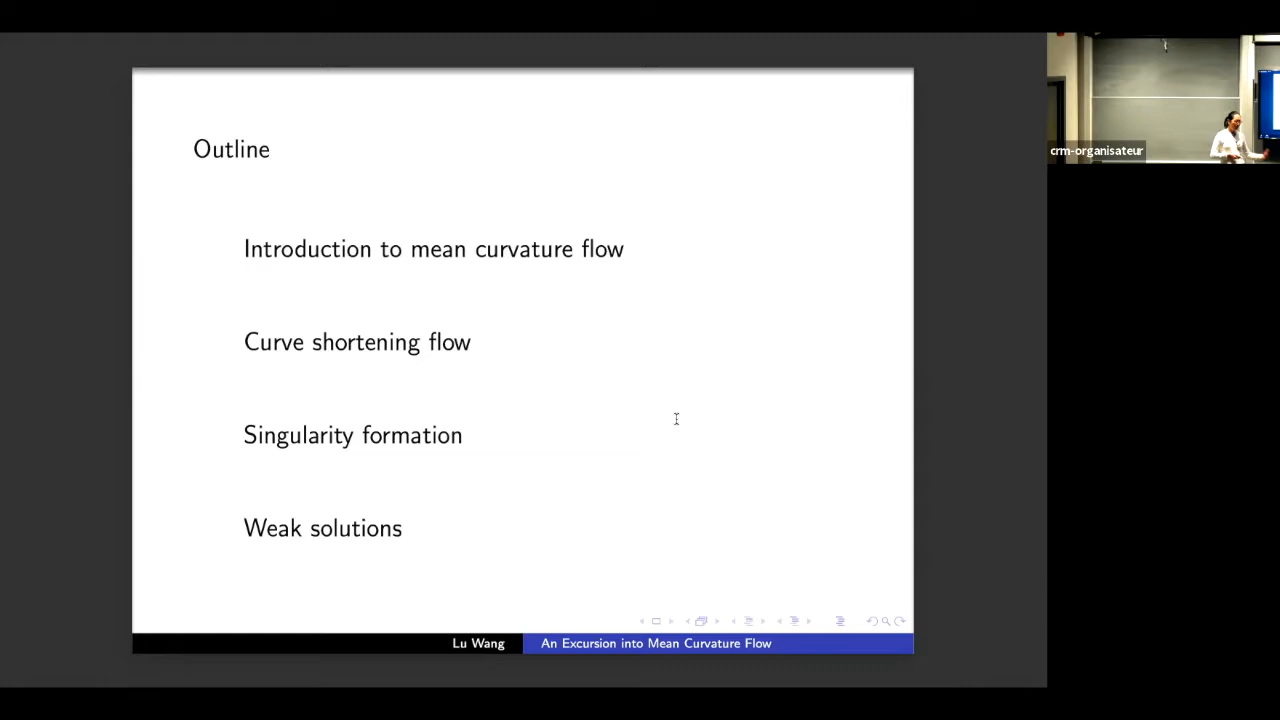 Outline
Introduction to mean curvature flow
Curve shortening flow
Singularity formation
Weak solutions
Lu Wang
An Excursion into Mean Curvature Flow
crm-organisateur